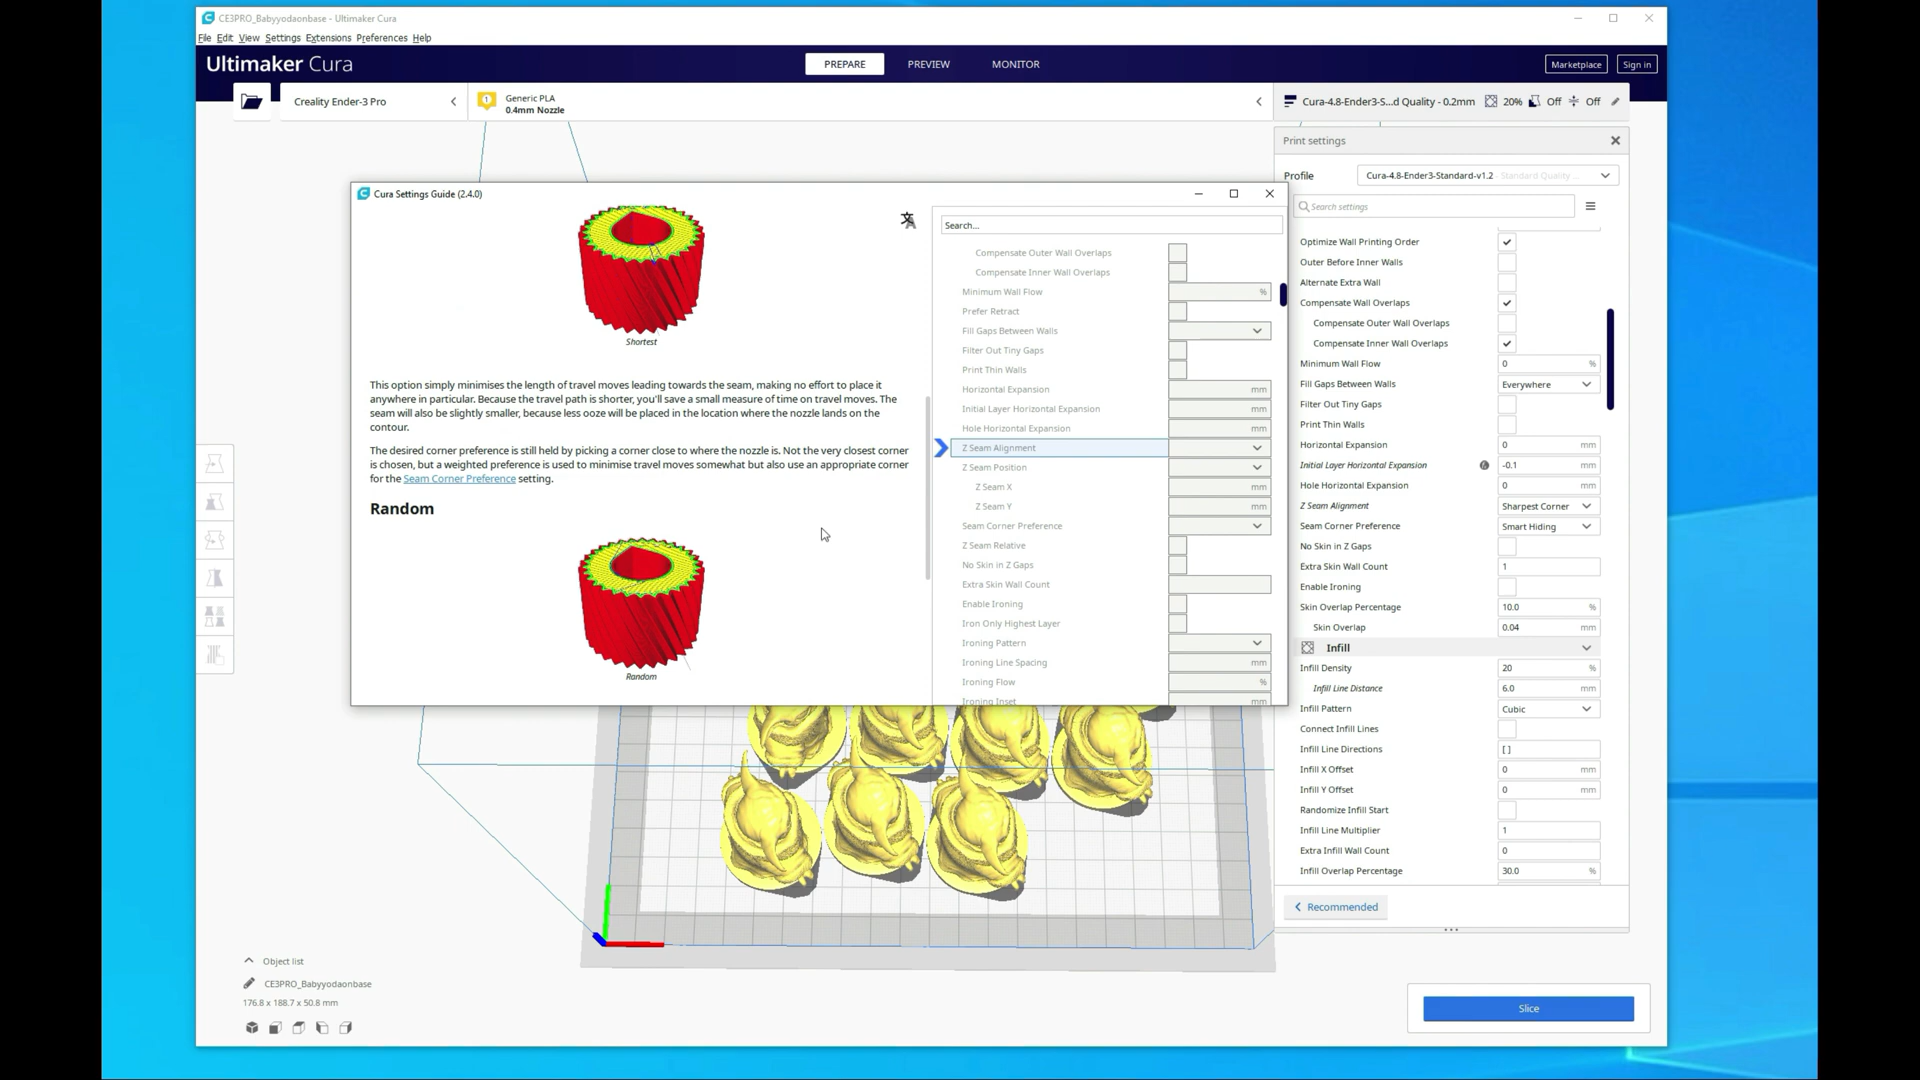 CE3PRO_Babyyodaonbase - Ultimaker Cura
File Edit View Settings Extensions Preferences Help
Ultimaker Cura
PREPARE
PREVIEW
MONITOR
Marketplace
Sign in
Creality Ender-3 Pro
1
Generic PLA
0.4mm Nozzle
Cura-4.8-Ender3-S...d Quality - 0.2mm
20%
Off
Off
Print settings
Profile
Cura-4.8-Ender3-Standard-v1.2 - Standard Quality ...
Search settings
Optimize Wall Printing Order
Outer Before Inner Walls
Alternate Extra Wall
Compensate Wall Overlaps
Compensate Outer Wall Overlaps
Compensate Inner Wall Overlaps
Minimum Wall Flow 0 %
Fill Gaps Between Walls Everywhere
Filter Out Tiny Gaps
Print Thin Walls
Horizontal Expansion 0 mm
Initial Layer Horizontal Expansion -0.1 mm
Hole Horizontal Expansion 0 mm
Z Seam Alignment Sharpest Corner
Seam Corner Preference Smart Hiding
No Skin in Z Gaps
Extra Skin Wall Count 1
Enable Ironing
Skin Overlap Percentage 10.0 %
Skin Overlap 0.04 mm
Infill
Infill Density 20 %
Infill Line Distance 6.0 mm
Infill Pattern Cubic
Connect Infill Lines
Infill Line Directions [ ]
Infill X Offset 0 mm
Infill Y Offset 0 mm
Randomize Infill Start
Infill Line Multiplier 1
Extra Infill Wall Count 0
Infill Overlap Percentage 30.0 %
Recommended
Cura Settings Guide (2.4.0)
Shortest
This option simply minimises the length of travel moves leading towards the seam, making no effort to place it
anywhere in particular. Because the travel path is shorter, you'll save a small measure of time on travel moves. The
seam will also be slightly smaller, because less ooze will be placed in the location where the nozzle lands on the
contour.
The desired corner preference is still held by picking a corner close to where the nozzle is. Not the very closest corner
is chosen, but a weighted preference is used to minimise travel moves somewhat but also use an appropriate corner
for the Seam Corner Preference setting.
Random
Random
Search...
Compensate Outer Wall Overlaps
Compensate Inner Wall Overlaps
Minimum Wall Flow %
Prefer Retract
Fill Gaps Between Walls
Filter Out Tiny Gaps
Print Thin Walls
Horizontal Expansion mm
Initial Layer Horizontal Expansion mm
Hole Horizontal Expansion mm
Z Seam Alignment
Z Seam Position
Z Seam X mm
Z Seam Y mm
Seam Corner Preference
Z Seam Relative
No Skin in Z Gaps
Extra Skin Wall Count
Enable Ironing
Iron Only Highest Layer
Ironing Pattern
Ironing Line Spacing mm
Ironing Flow %
Ironing Inset mm
Object list
CE3PRO_Babyyodaonbase
176.8 x 188.7 x 50.8 mm
Slice